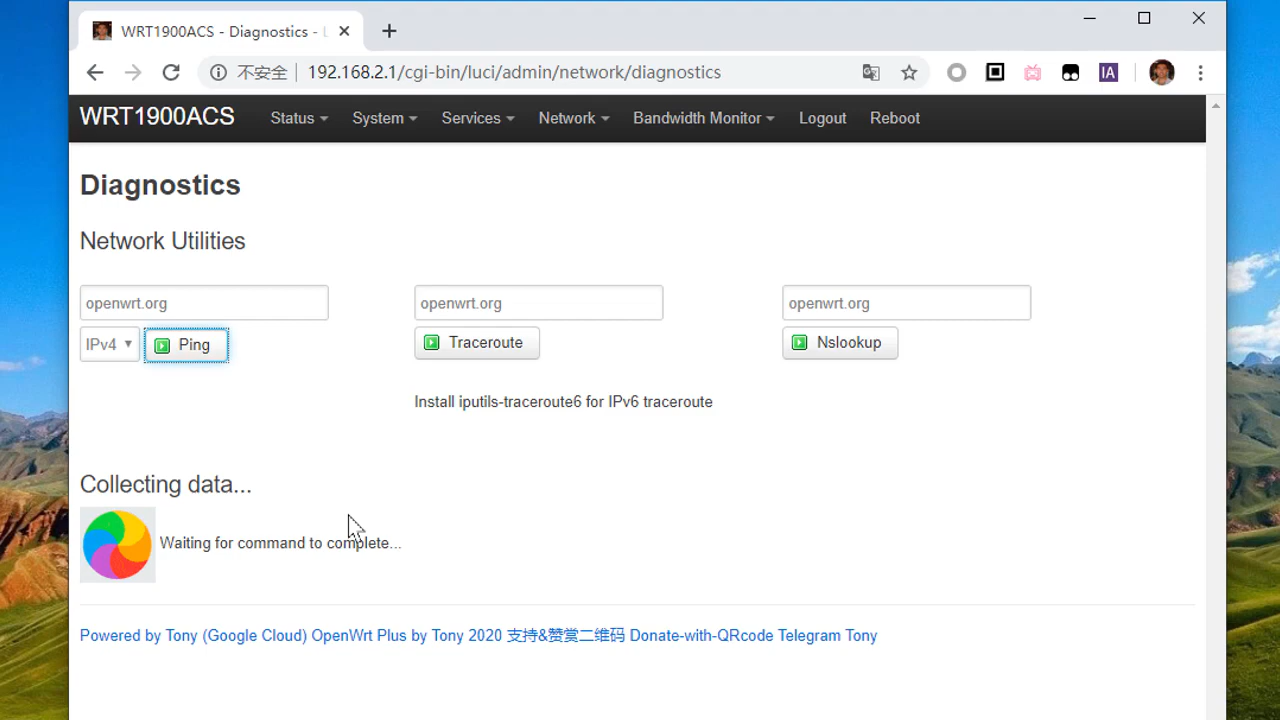 WRT1900ACS - Diagnostics -
不安全 192.168.2.1/cgi-bin/luci/admin/network/diagnostics
IA
WRT1900ACS Status System Services Network Bandwidth Monitor Logout Reboot
Diagnostics
Network Utilities
openwrt.org openwrt.org openwrt.org
IPv4 Ping Traceroute Nslookup
Install iputils-traceroute6 for IPv6 traceroute
Collecting data...
Waiting for command to complete...
Powered by Tony (Google Cloud) OpenWrt Plus by Tony 2020 支持&赞赏二维码 Donate-with-QRcode Telegram Tony